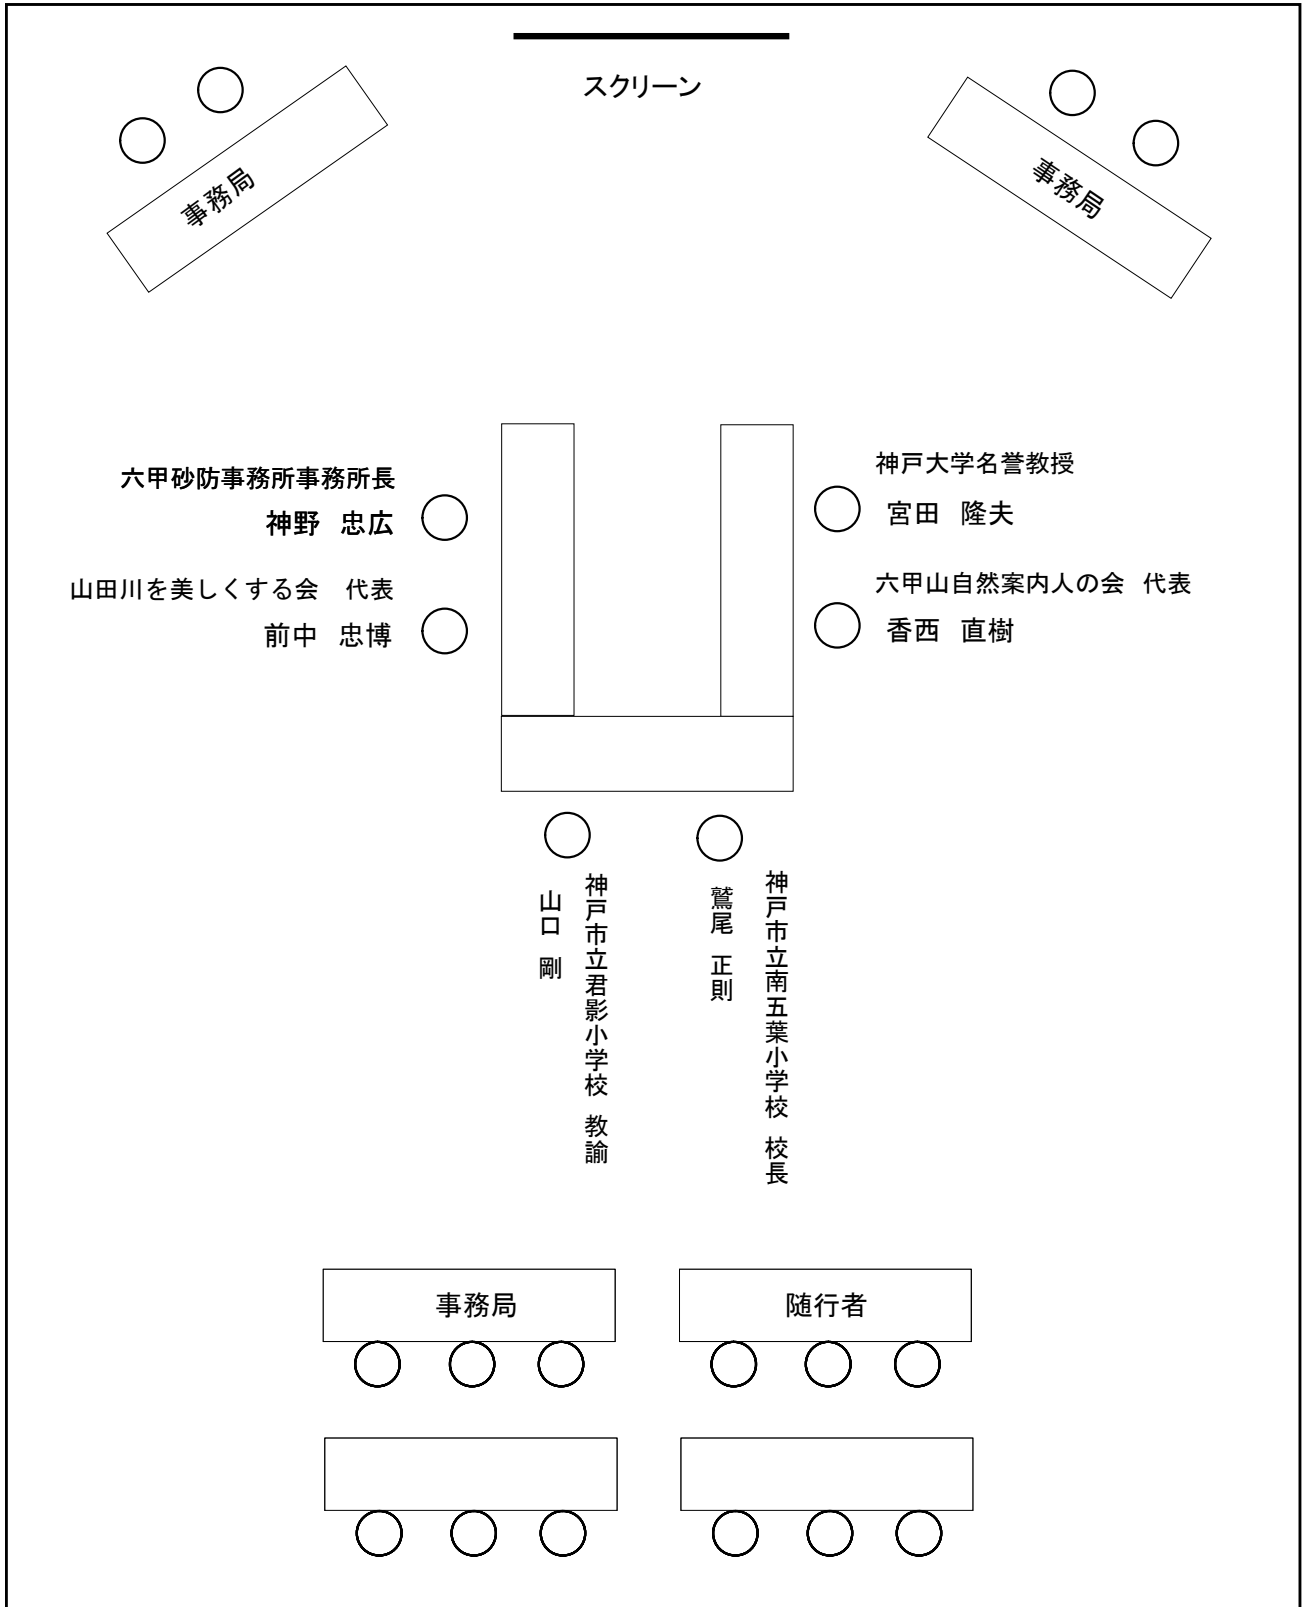 スクリーン
事務局
事務局
六甲砂防事務所事務所長
神野 忠広
神戸大学名誉教授
宮田 隆夫
山田川を美しくする会 代表
前中 忠博
六甲山自然案内人の会 代表
香西 直樹
神戸市立南五葉小学校 校長
鷲尾 正則
神戸市立君影小学校 教諭
山口 剛
事務局
随行者